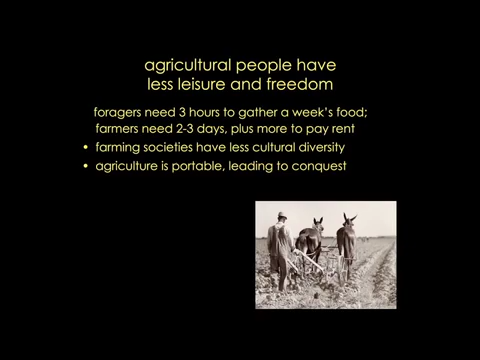 agricultural people have
less leisure and freedom
foragers need 3 hours to gather a week's food;
farmers need 2-3 days, plus more to pay rent
• farming societies have less cultural diversity
• agriculture is portable, leading to conquest